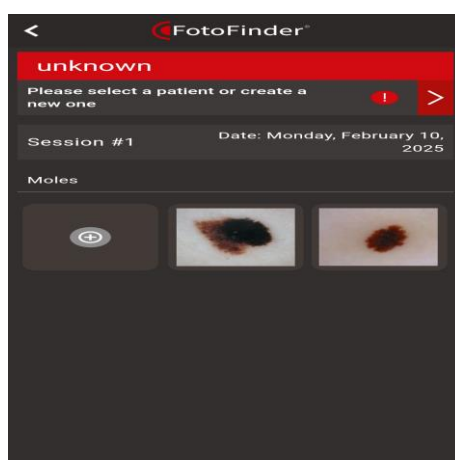 FotoFinder®
unknown
Please select a patient or create a
new one
!
>
Session #1
Date: Monday, February 10,
2025
Moles